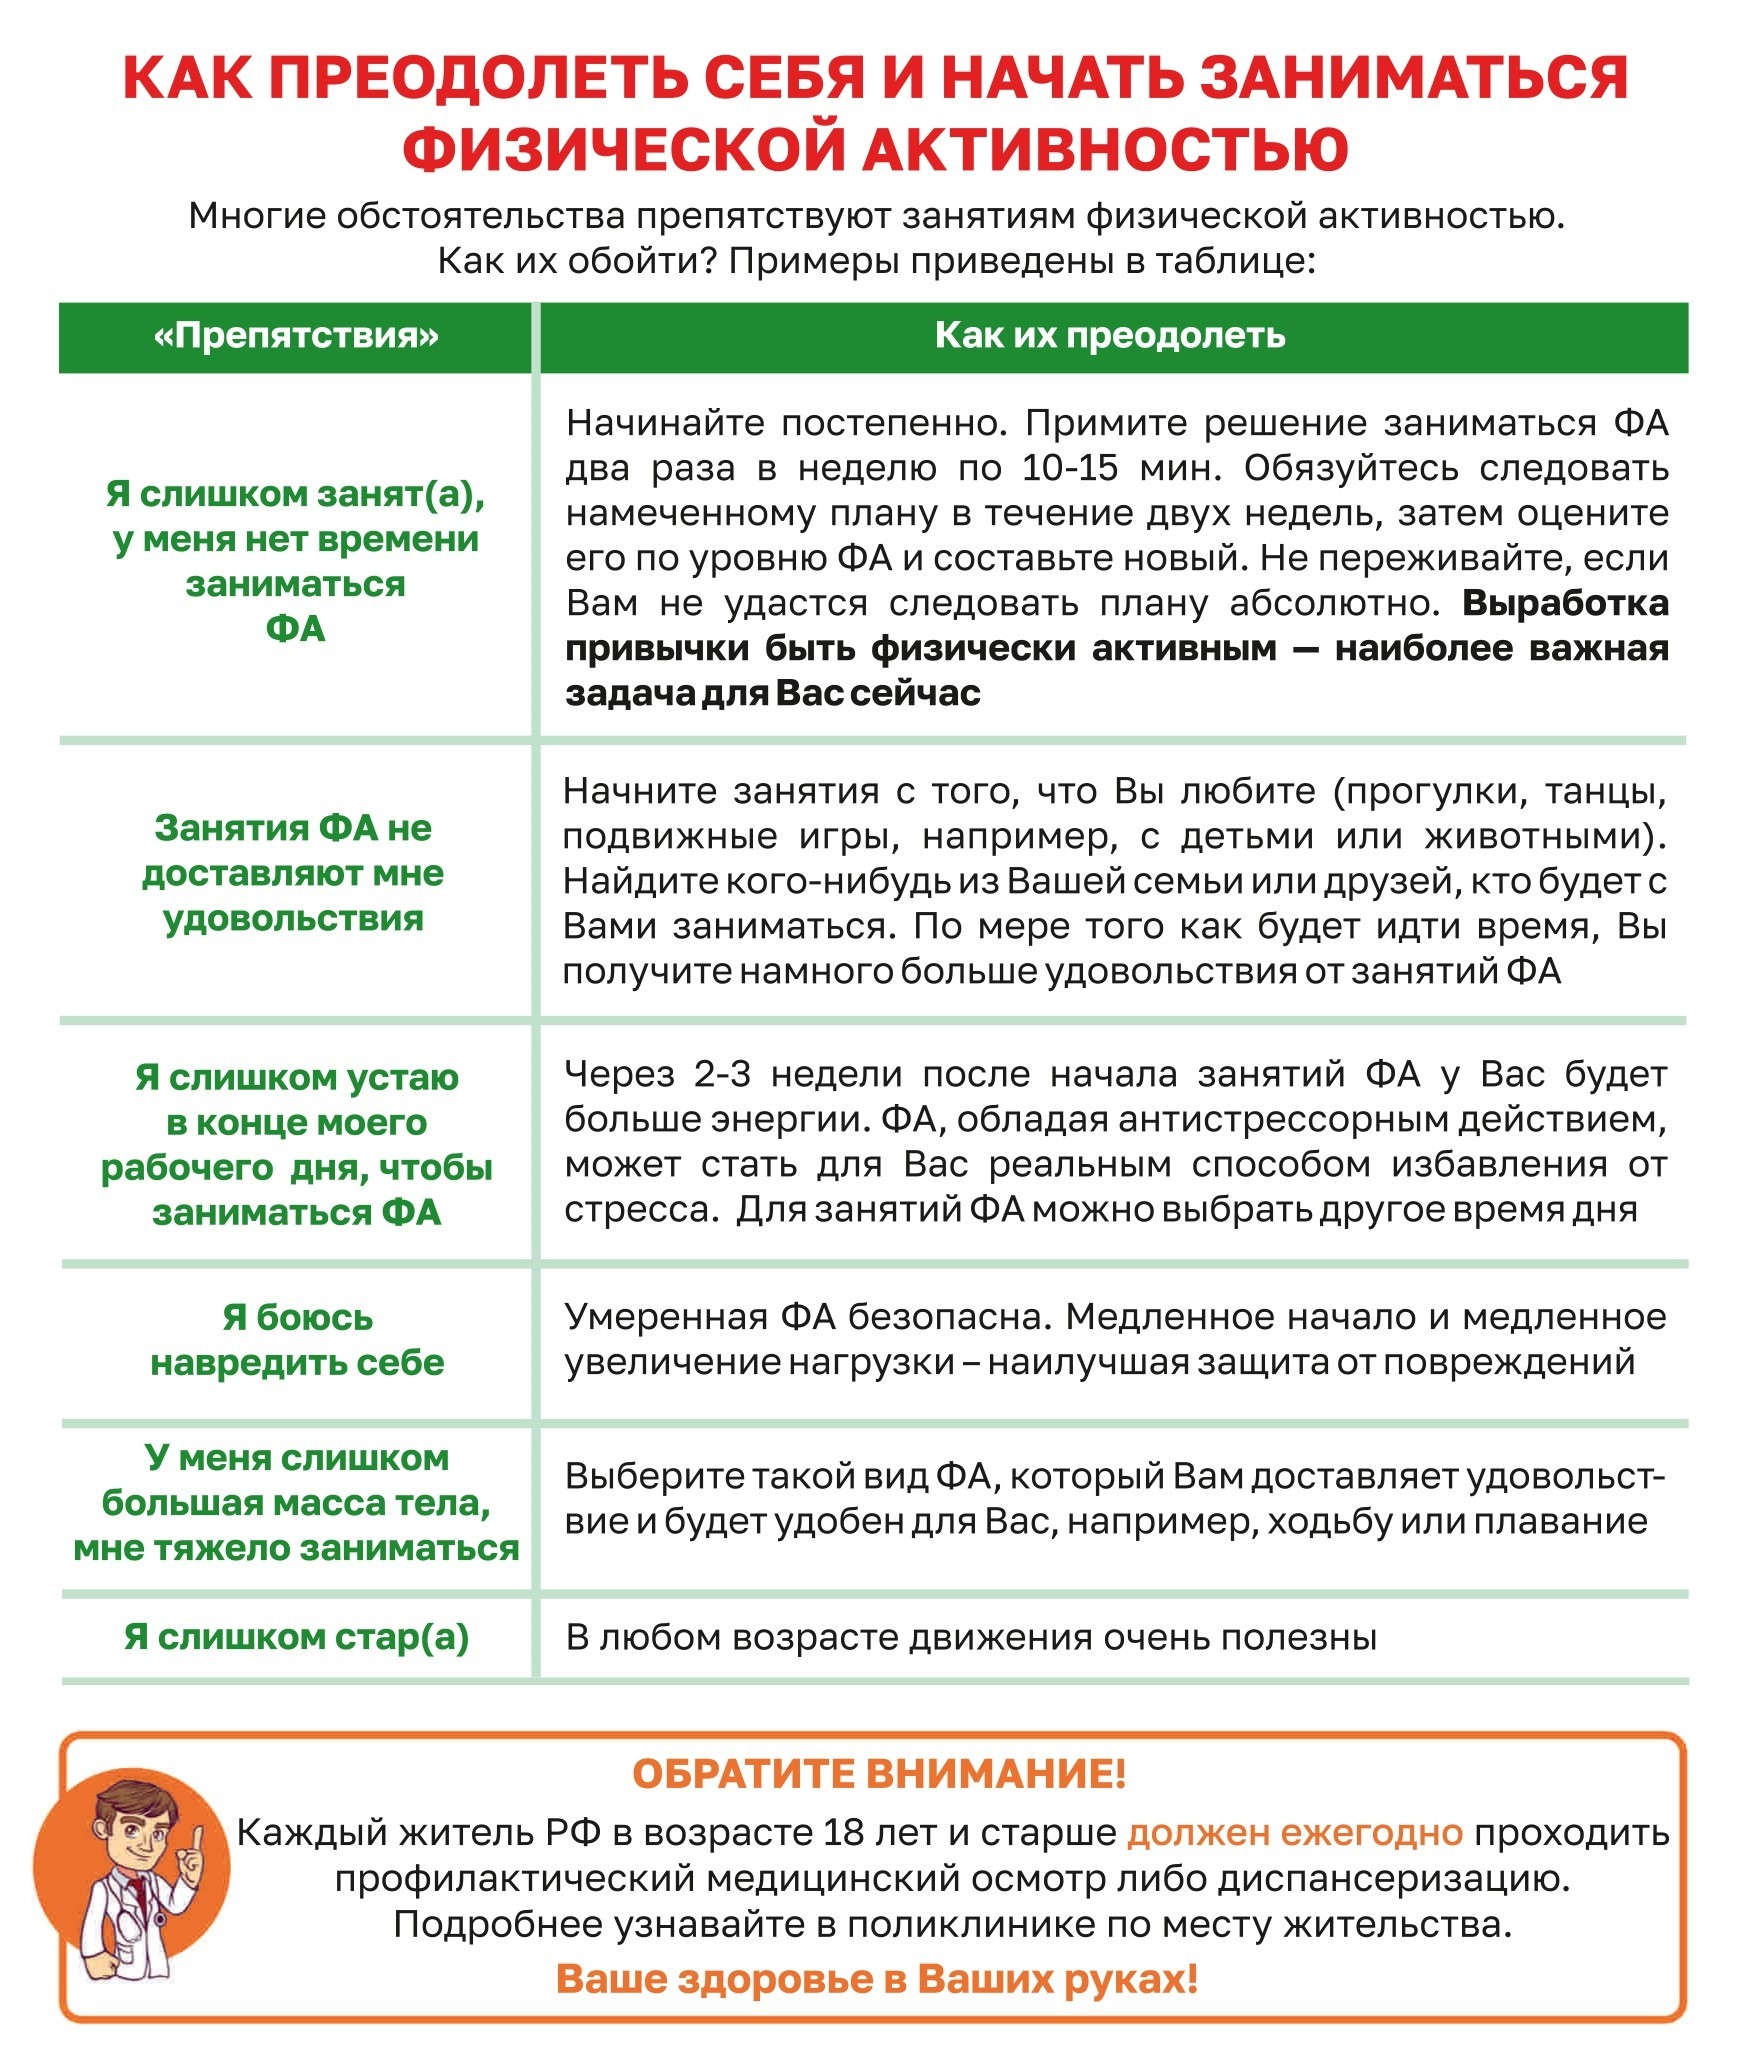 КАК ПРЕОДОЛЕТЬ СЕБЯ И НАЧАТЬ ЗАНИМАТЬСЯ
ФИЗИЧЕСКОЙ АКТИВНОСТЬЮ
Многие обстоятельства препятствуют занятиям физической активностью.
Как их обойти? Примеры приведены в таблице:
«Препятствия»
Как их преодолеть
Я слишком занят(а),
у меня нет времени
заниматься
ФА
Начинайте постепенно. Примите решение заниматься ФА
два раза в неделю по 10-15 мин. Обязуйтесь следовать
намеченному плану в течение двух недель, затем оцените
его по уровню ФА и составьте новый. Не переживайте, если
Вам не удастся следовать плану абсолютно. Выработка
привычки быть физически активным — наиболее важная
задача для Вас сейчас
Занятия ФА не
доставляют мне
удовольствия
Начните занятия с того, что Вы любите (прогулки, танцы,
подвижные игры, например, с детьми или животными).
Найдите кого-нибудь из Вашей семьи или друзей, кто будет с
Вами заниматься. По мере того как будет идти время, Вы
получите намного больше удовольствия от занятий ФА
Я слишком устаю
в конце моего
рабочего дня, чтобы
заниматься ФА
Через 2-3 недели после начала занятий ФА у Вас будет
больше энергии. ФА, обладая антистрессорным действием,
может стать для Вас реальным способом избавления от
стресса. Для занятий ФА можно выбрать другое время дня
Я боюсь
навредить себе
Умеренная ФА безопасна. Медленное начало и медленное
увеличение нагрузки – наилучшая защита от повреждений
У меня слишком
большая масса тела,
мне тяжело заниматься
Выберите такой вид ФА, который Вам доставляет удовольст-
вие и будет удобен для Вас, например, ходьбу или плавание
Я слишком стар(а)
В любом возрасте движения очень полезны
ОБРАТИТЕ ВНИМАНИЕ!
Каждый житель РФ в возрасте 18 лет и старше должен ежегодно проходить
профилактический медицинский осмотр либо диспансеризацию.
Подробнее узнавайте в поликлинике по месту жительства.
Ваше здоровье в Ваших руках!